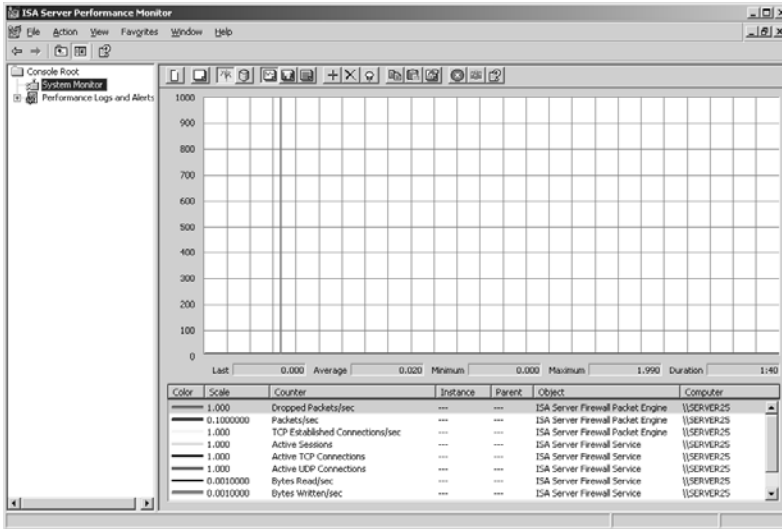 ISA Server Performance Monitor
File Action View Favorites Window Help
Console Root
System Monitor
Performance Logs and Alerts
1000
900
800
700
600
500
400
300
200
100
0
Last 0.000 Average 0.020 Minimum 0.000 Maximum 1.990 Duration 1:40
Color Scale Counter Instance Parent Object Computer
1.000 Dropped Packets/sec --- --- ISA Server Firewall Packet Engine \\SERVER25
0.1000000 Packets/sec --- --- ISA Server Firewall Packet Engine \\SERVER25
1.000 TCP Established Connections/sec --- --- ISA Server Firewall Packet Engine \\SERVER25
1.000 Active Sessions --- --- ISA Server Firewall Service \\SERVER25
1.000 Active TCP Connections --- --- ISA Server Firewall Service \\SERVER25
1.000 Active UDP Connections --- --- ISA Server Firewall Service \\SERVER25
0.0010000 Bytes Read/sec --- --- ISA Server Firewall Service \\SERVER25
0.0010000 Bytes Written/sec --- --- ISA Server Firewall Service \\SERVER25